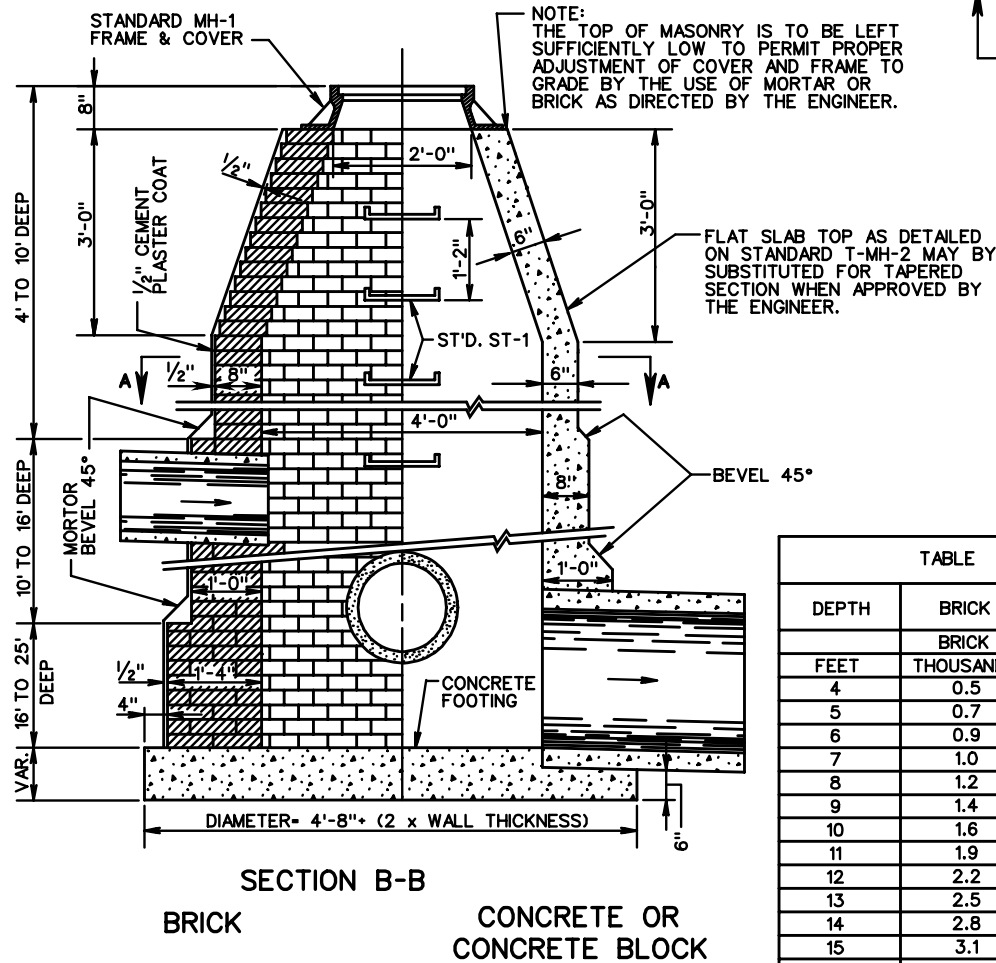 STANDARD MH-1
FRAME & COVER
NOTE:
THE TOP OF MASONRY IS TO BE LEFT
SUFFICIENTLY LOW TO PERMIT PROPER
ADJUSTMENT OF COVER AND FRAME TO
GRADE BY THE USE OF MORTAR OR
BRICK AS DIRECTED BY THE ENGINEER.
8"
4' TO 10' DEEP
3'-0"
1/2" CEMENT
PLASTER COAT
1/2"
2'-0"
1'-2"
6"
3'-0"
FLAT SLAB TOP AS DETAILED
ON STANDARD T-MH-2 MAY BY
SUBSTITUTED FOR TAPERED
SECTION WHEN APPROVED BY
THE ENGINEER.
ST'D. ST-1
A
1/2"
8"
6"
A
4'-0"
10' TO 16' DEEP
MORTOR
BEVEL 45°
8"
BEVEL 45°
1'-0"
1'-0"
16' TO 25'
DEEP
1/2"
1'-4"
4"
CONCRETE
FOOTING
VAR.
DIAMETER= 4'-8"+ (2 x WALL THICKNESS)
6"
SECTION B-B
BRICK
CONCRETE OR
CONCRETE BLOCK
TABLE
DEPTH BRICK
BRICK
FEET THOUSAN
4 0.5
5 0.7
6 0.9
7 1.0
8 1.2
9 1.4
10 1.6
11 1.9
12 2.2
13 2.5
14 2.8
15 3.1